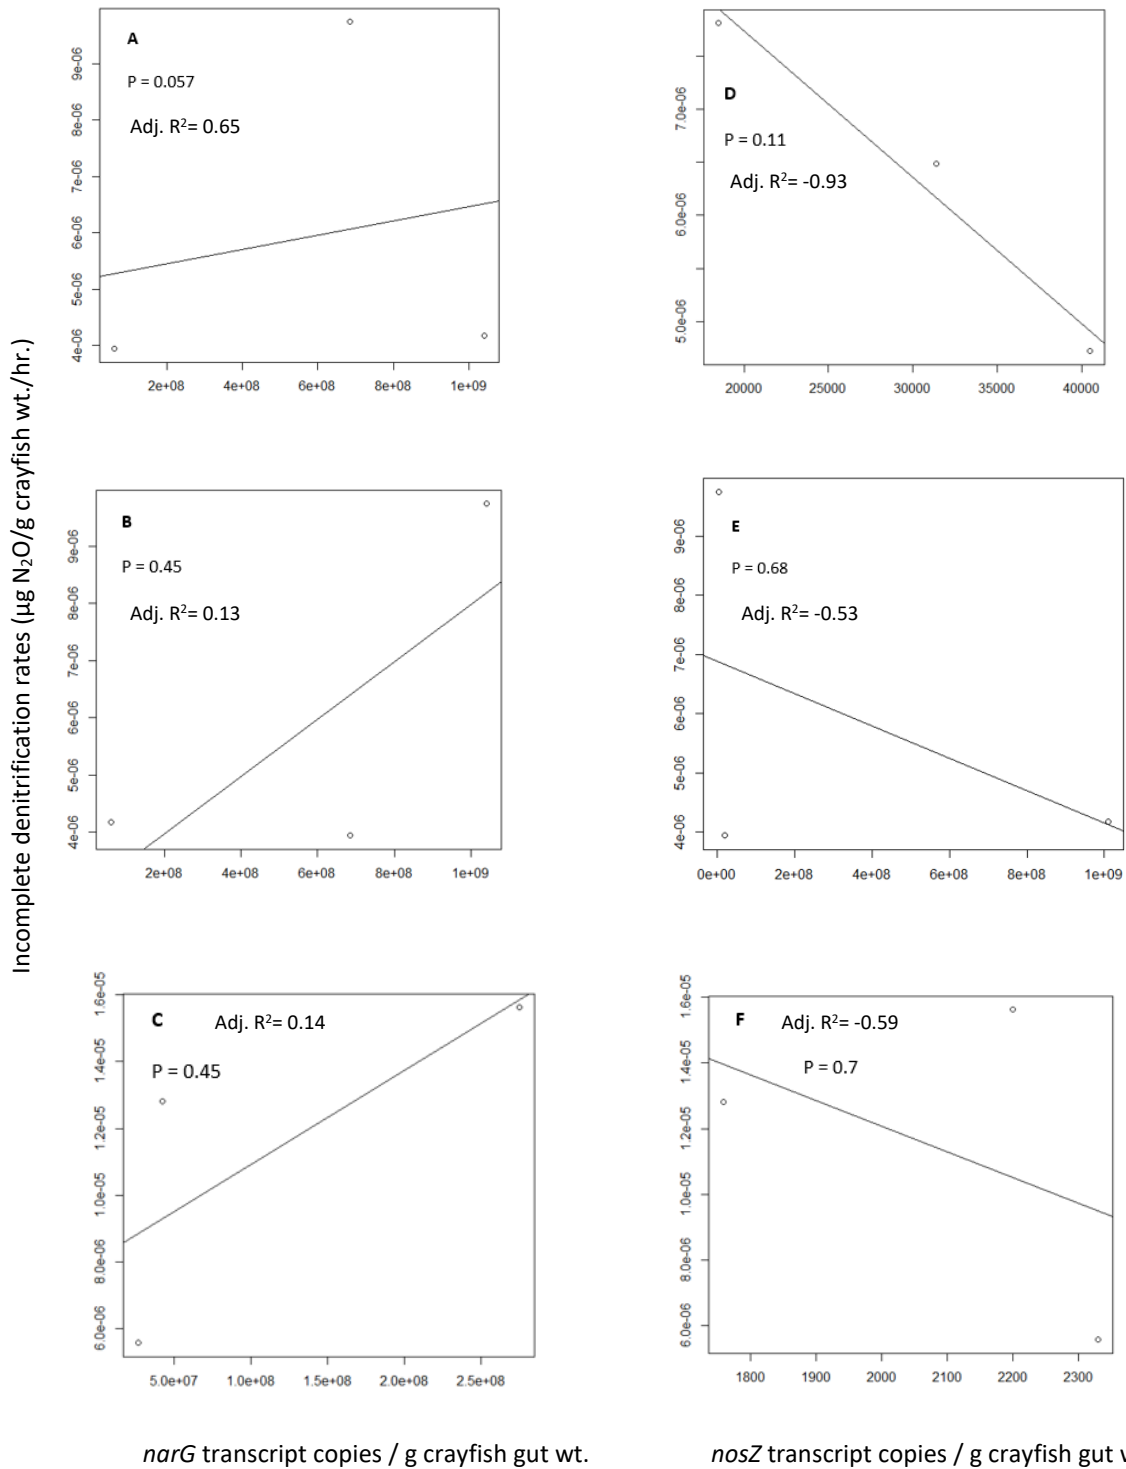 Incomplete denitrification rates (µg N₂O/g crayfish wt./hr.)
A
P = 0.057
Adj. R²= 0.65
9e-06
8e-06
7e-06
6e-06
5e-06
4e-06
2e+08 4e+08 6e+08 8e+08 1e+09
D
P = 0.11
Adj. R²= -0.93
7.0e-06
6.0e-06
5.0e-06
20000 25000 30000 35000 40000
B
P = 0.45
Adj. R²= 0.13
9e-06
8e-06
7e-06
6e-06
5e-06
4e-06
2e+08 4e+08 6e+08 8e+08 1e+09
E
P = 0.68
Adj. R²= -0.53
9e-06
8e-06
7e-06
6e-06
5e-06
4e-06
0e+00 2e+08 4e+08 6e+08 8e+08 1e+09
C Adj. R²= 0.14
P = 0.45
1.6e-05
1.4e-05
1.2e-05
1.0e-05
8.0e-06
6.0e-06
5.0e+07 1.0e+08 1.5e+08 2.0e+08 2.5e+08
F Adj. R²= -0.59
P = 0.7
1.6e-05
1.4e-05
1.2e-05
1.0e-05
8.0e-06
6.0e-06
1800 1900 2000 2100 2200 2300
narG transcript copies / g crayfish gut wt.
nosZ transcript copies / g crayfish gut